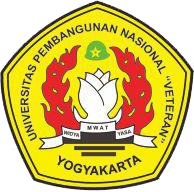 UNIVERSITAS PEMBANGUNAN NASIONAL "VETERAN"
WIDYA MWAT YASA
YOGYAKARTA